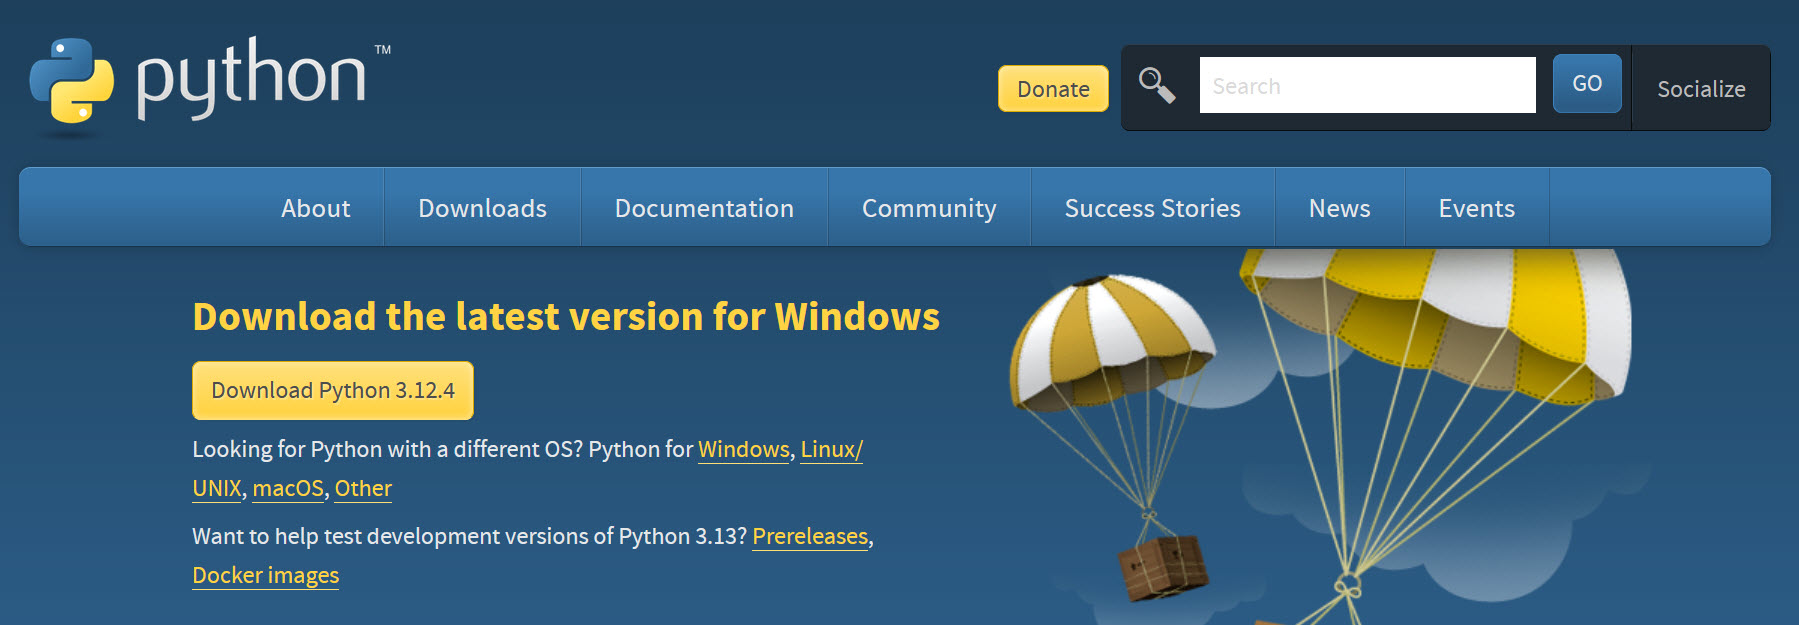 python™
Donate
Search
GO
Socialize
About
Downloads
Documentation
Community
Success Stories
News
Events
Download the latest version for Windows
Download Python 3.12.4
Looking for Python with a different OS? Python for Windows, Linux/
UNIX, macOS, Other
Want to help test development versions of Python 3.13? Prereleases,
Docker images